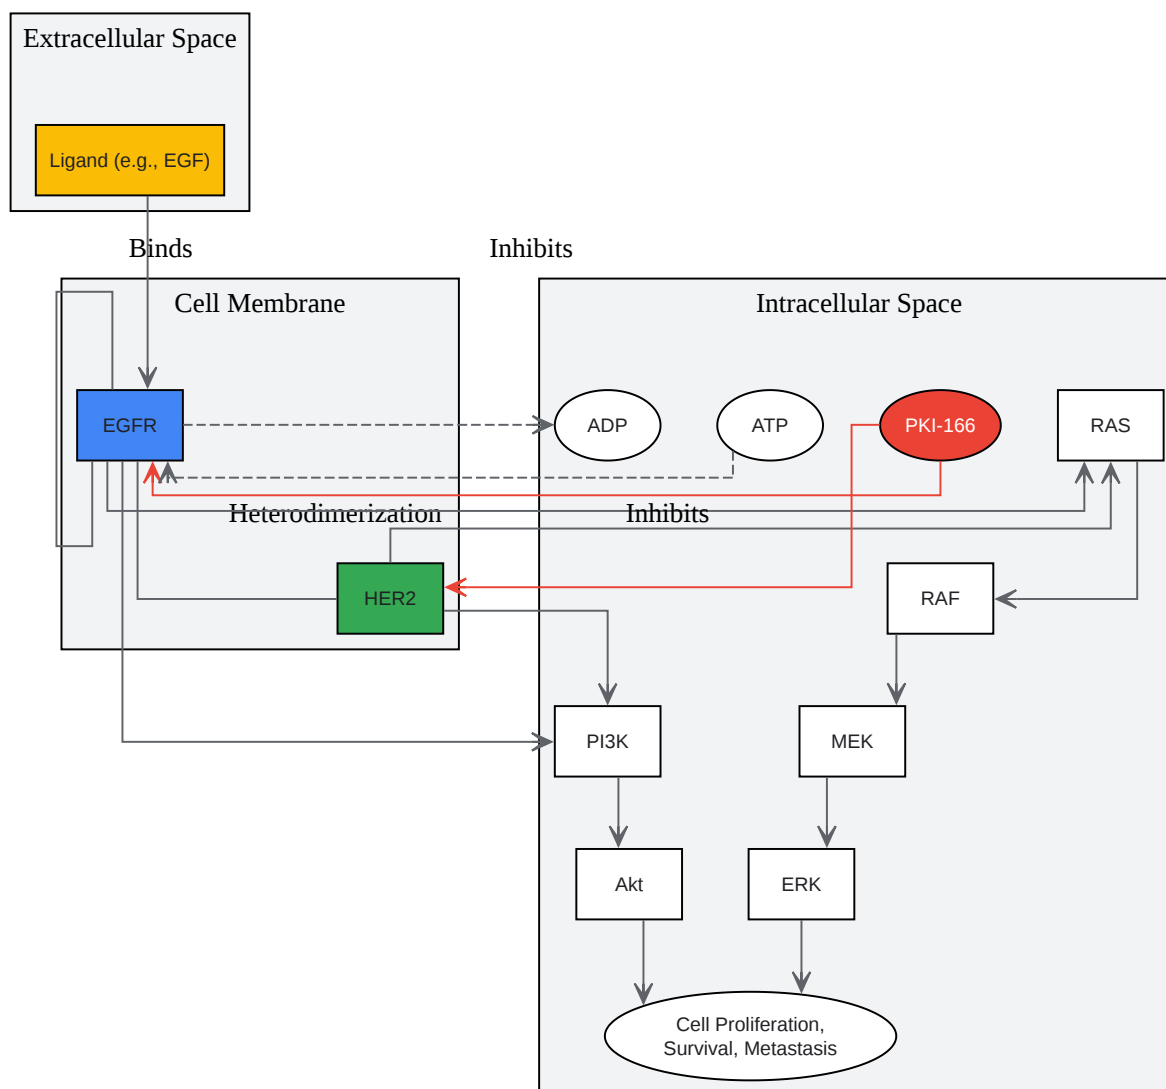 Extracellular Space
Ligand (e.g., EGF)
Binds
Inhibits
Cell Membrane
Intracellular Space
EGFR
ADP
ATP
PKI-166
RAS
Heterodimerization
Inhibits
HER2
RAF
PI3K
MEK
Akt
ERK
Cell Proliferation,
Survival, Metastasis